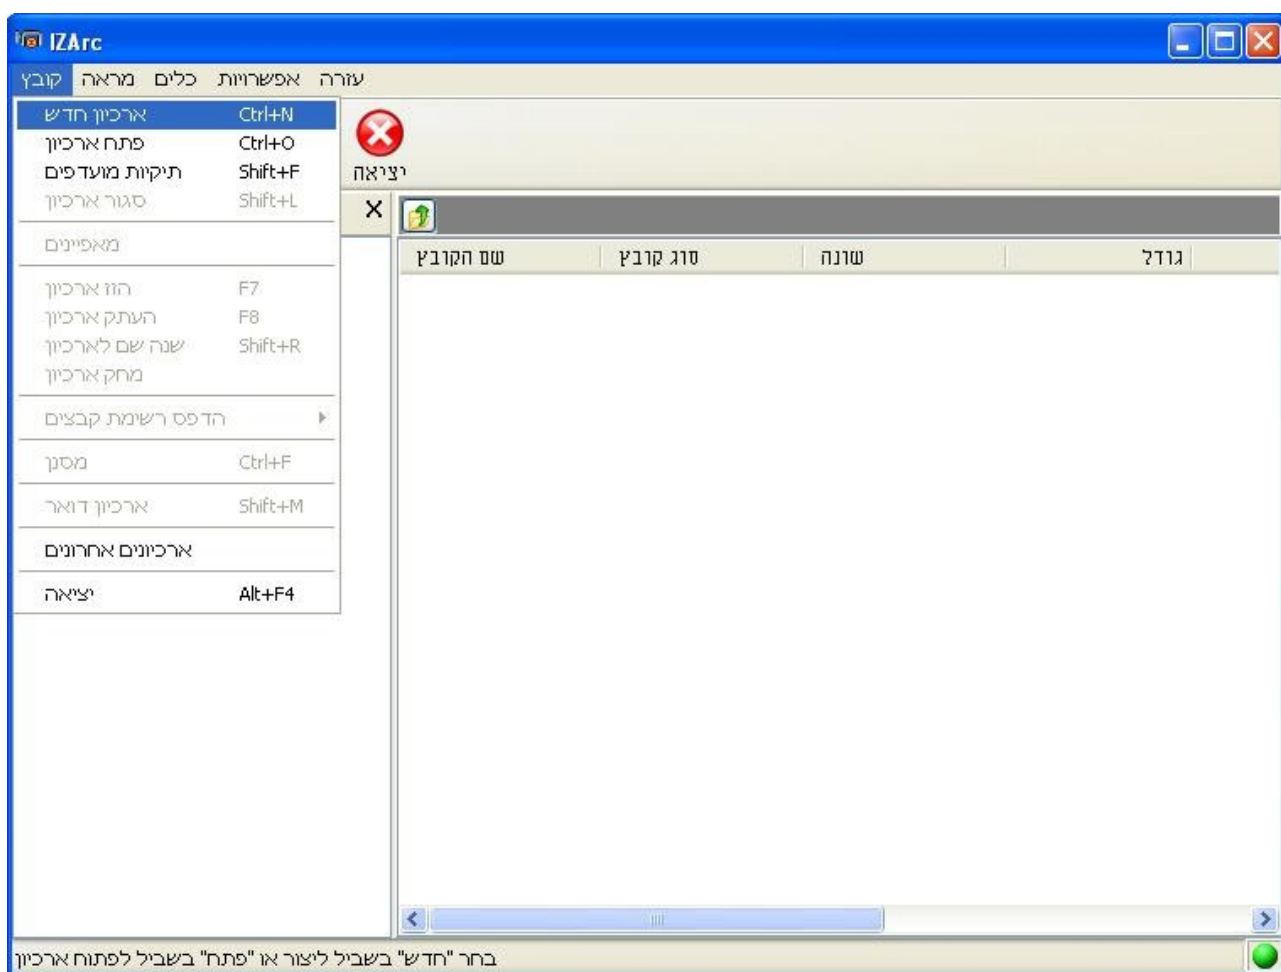 IZArc
קובץ מראה כלים אפשרויות עזרה
ארכיון חדש Ctrl+N
פתח ארכיון Ctrl+O
תיקיות מועדפים Shift+F
סגור ארכיון Shift+L
מאפיינים
הזז ארכיון F7
העתק ארכיון F8
שנה שם לארכיון Shift+R
מחק ארכיון
הדפס רשימת קבצים
מסנן Ctrl+F
ארכיון דואר Shift+M
ארכיונים אחרונים
יציאה Alt+F4
יציאה
שם הקובץ סוג קובץ שונה גודל
בחר "חדש" בשביל ליצור או "פתח" בשביל לפתוח ארכיון